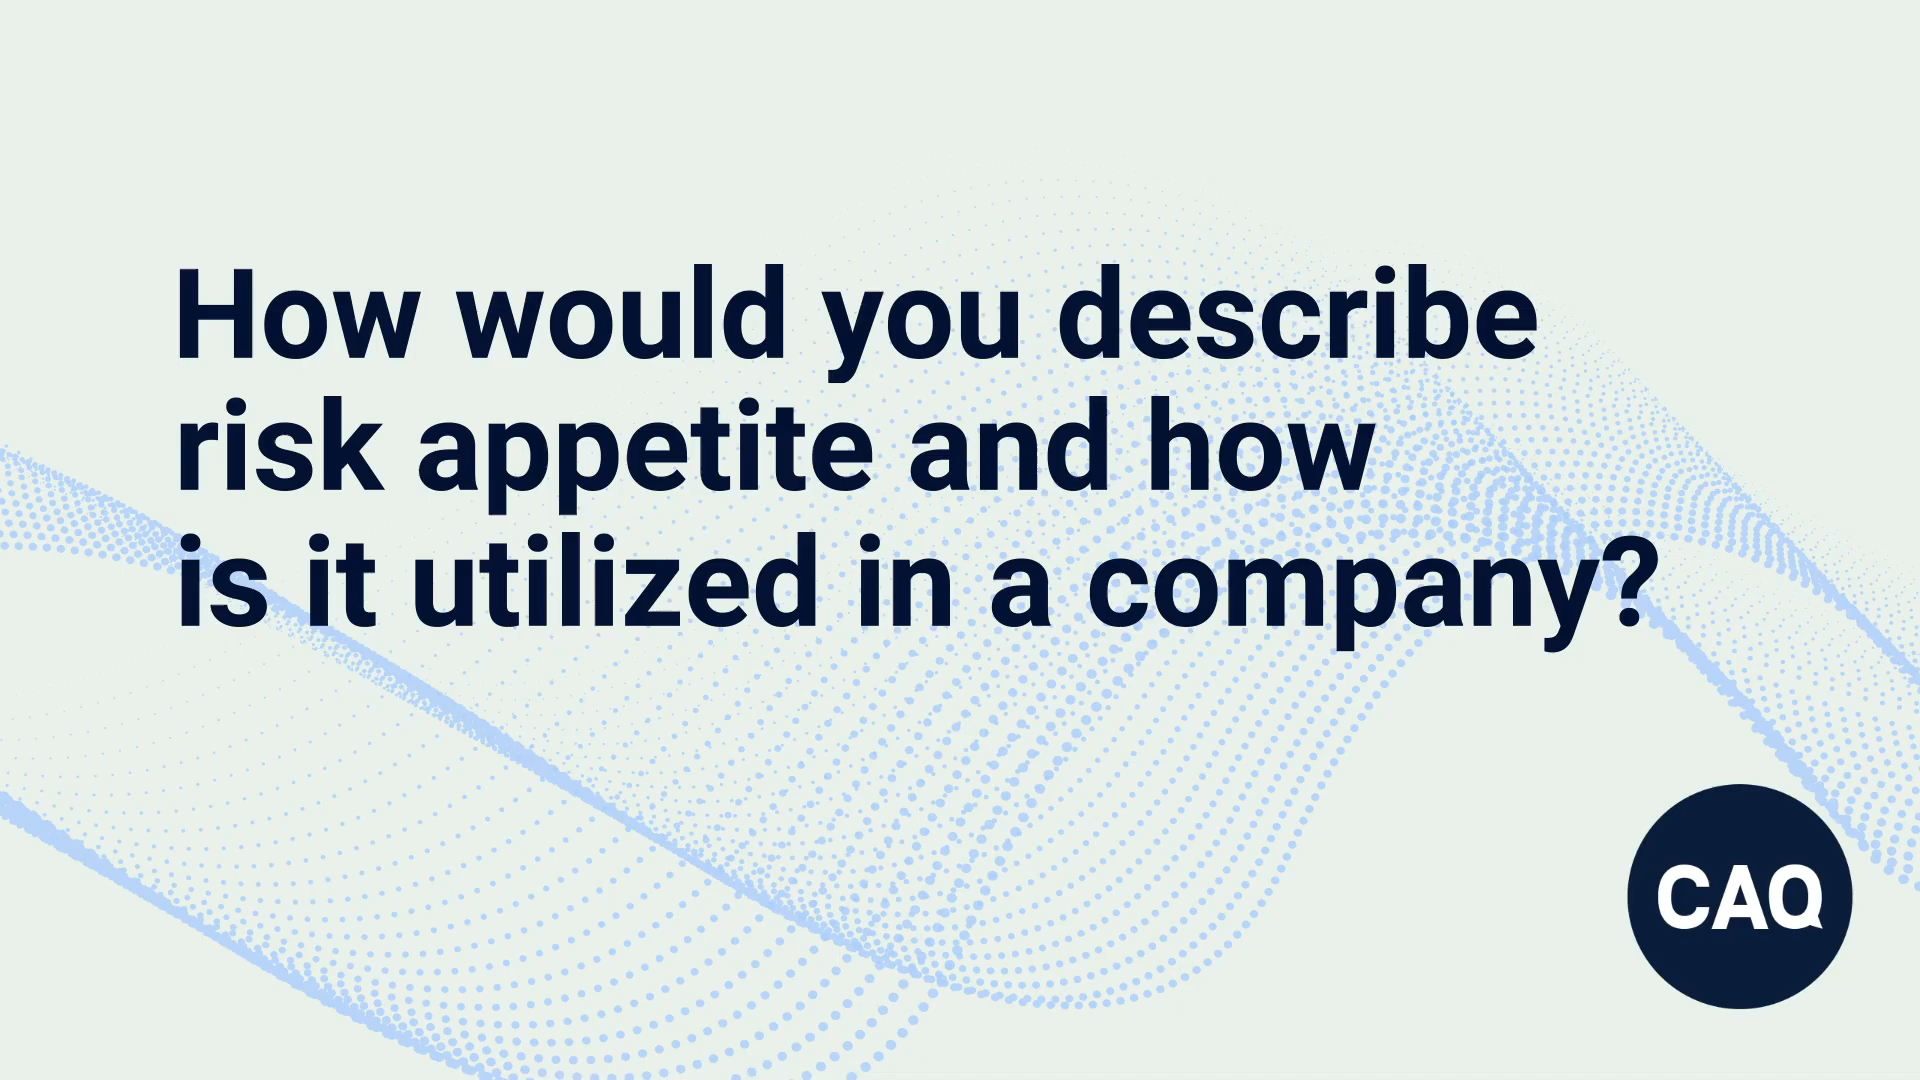 How would you describe
risk appetite and how
is it utilized in a company?
CAQ